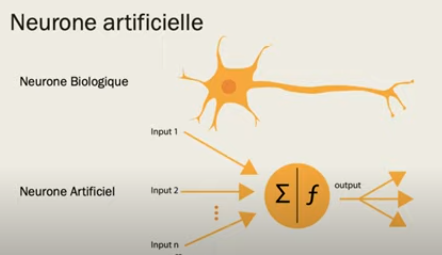 Neurone artificielle
Neurone Biologique
Input 1
Neurone Artificiel
Input 2
Σ
f
output
Input n